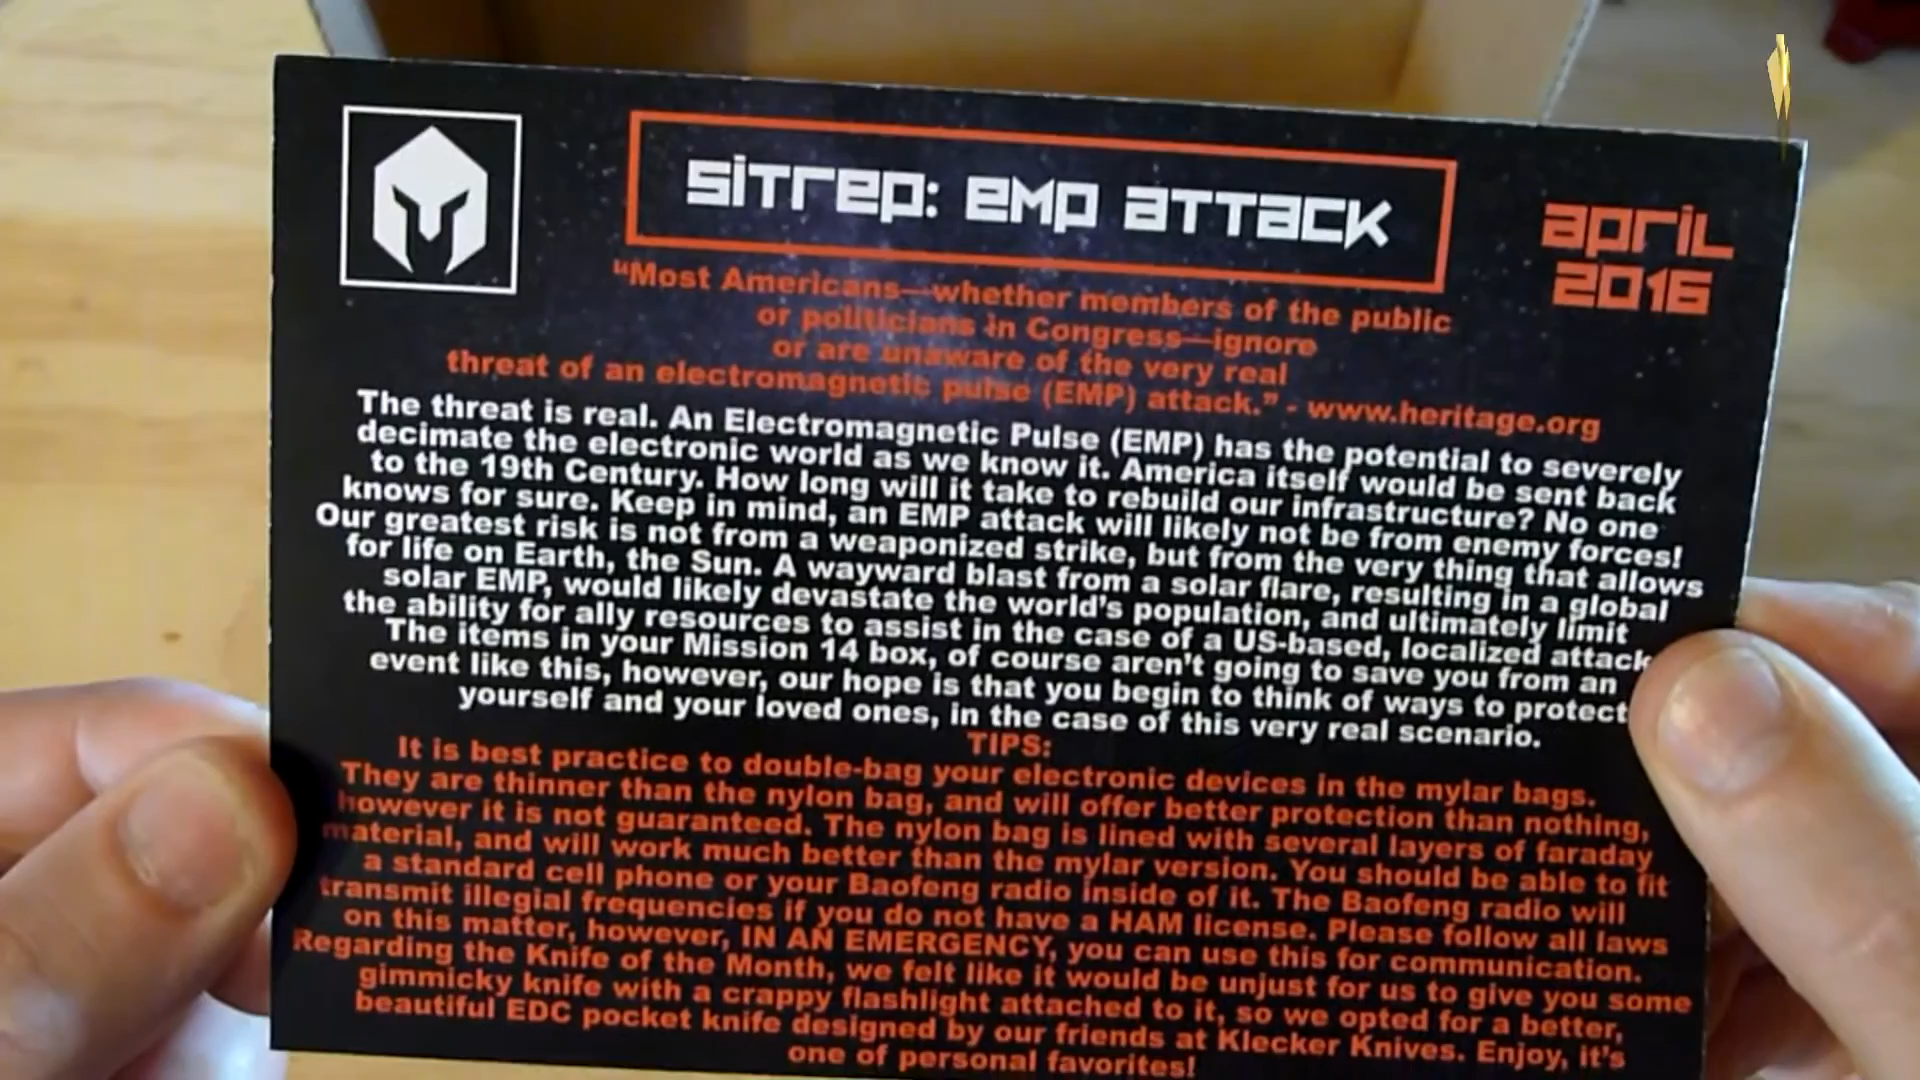 sitrep: emp attack
april
2016
“Most Americans—whether members of the public
or politicians in Congress—ignore
or are unaware of the very real
threat of an electromagnetic pulse (EMP) attack.” - www.heritage.org
The threat is real. An Electromagnetic Pulse (EMP) has the potential to severely
decimate the electronic world as we know it. America itself would be sent back
to the 19th Century. How long will it take to rebuild our infrastructure? No one
knows for sure. Keep in mind, an EMP attack will likely not be from enemy forces!
Our greatest risk is not from a weaponized strike, but from the very thing that allows
for life on Earth, the Sun. A wayward blast from a solar flare, resulting in a global
solar EMP, would likely devastate the world's population, and ultimately limit
the ability for ally resources to assist in the case of a US-based, localized attack
The items in your Mission 14 box, of course aren't going to save you from an
event like this, however, our hope is that you begin to think of ways to protect
yourself and your loved ones, in the case of this very real scenario.
TIPS:
It is best practice to double-bag your electronic devices in the mylar bags.
They are thinner than the nylon bag, and will offer better protection than nothing,
however it is not guaranteed. The nylon bag is lined with several layers of faraday
material, and will work much better than the mylar version. You should be able to fit
a standard cell phone or your Baofeng radio inside of it. The Baofeng radio will
transmit illegial frequencies if you do not have a HAM license. Please follow all laws
on this matter, however, IN AN EMERGENCY, you can use this for communication.
Regarding the Knife of the Month, we felt like it would be unjust for us to give you some
gimmicky knife with a crappy flashlight attached to it, so we opted for a better,
beautiful EDC pocket knife designed by our friends at Klecker Knives. Enjoy, it's
one of personal favorites!